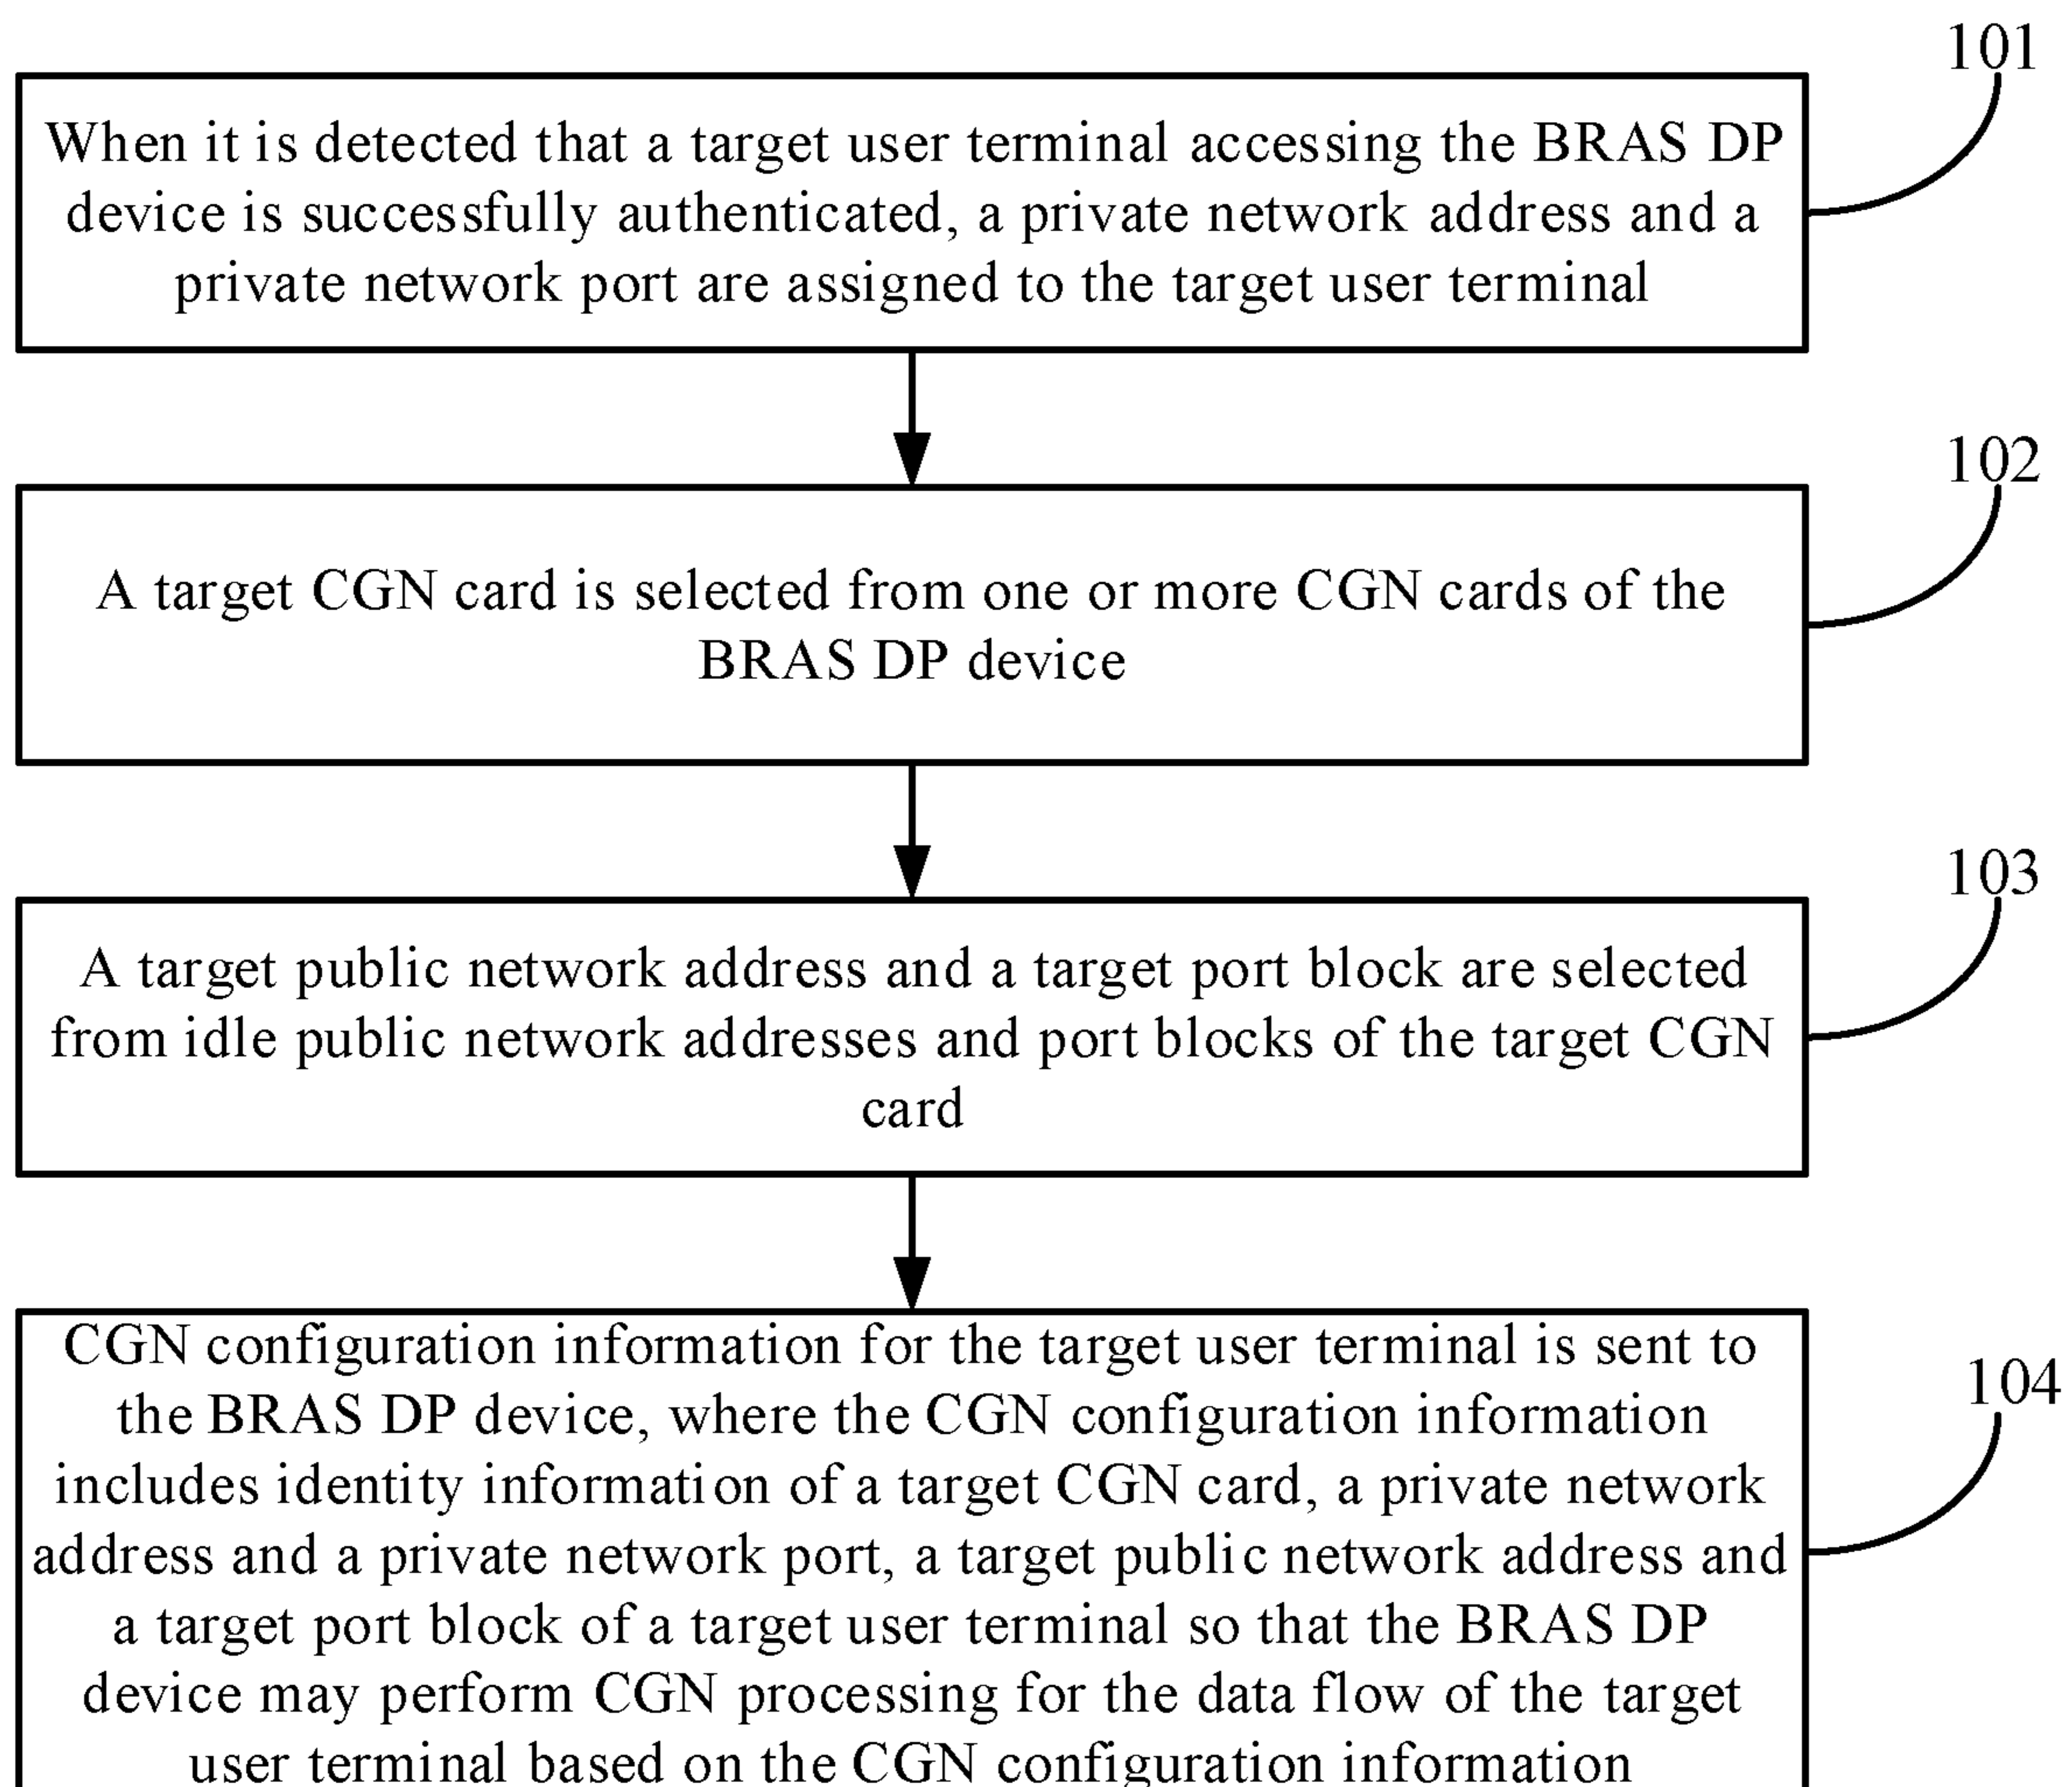 101
When it is detected that a target user terminal accessing the BRAS DP
device is successfully authenticated, a private network address and a
private network port are assigned to the target user terminal
102
A target CGN card is selected from one or more CGN cards of the
BRAS DP device
103
A target public network address and a target port block are selected
from idle public network addresses and port blocks of the target CGN
card
104
CGN configuration information for the target user terminal is sent to
the BRAS DP device, where the CGN configuration information
includes identity information of a target CGN card, a private network
address and a private network port, a target public network address and
a target port block of a target user terminal so that the BRAS DP
device may perform CGN processing for the data flow of the target
user terminal based on the CGN configuration information